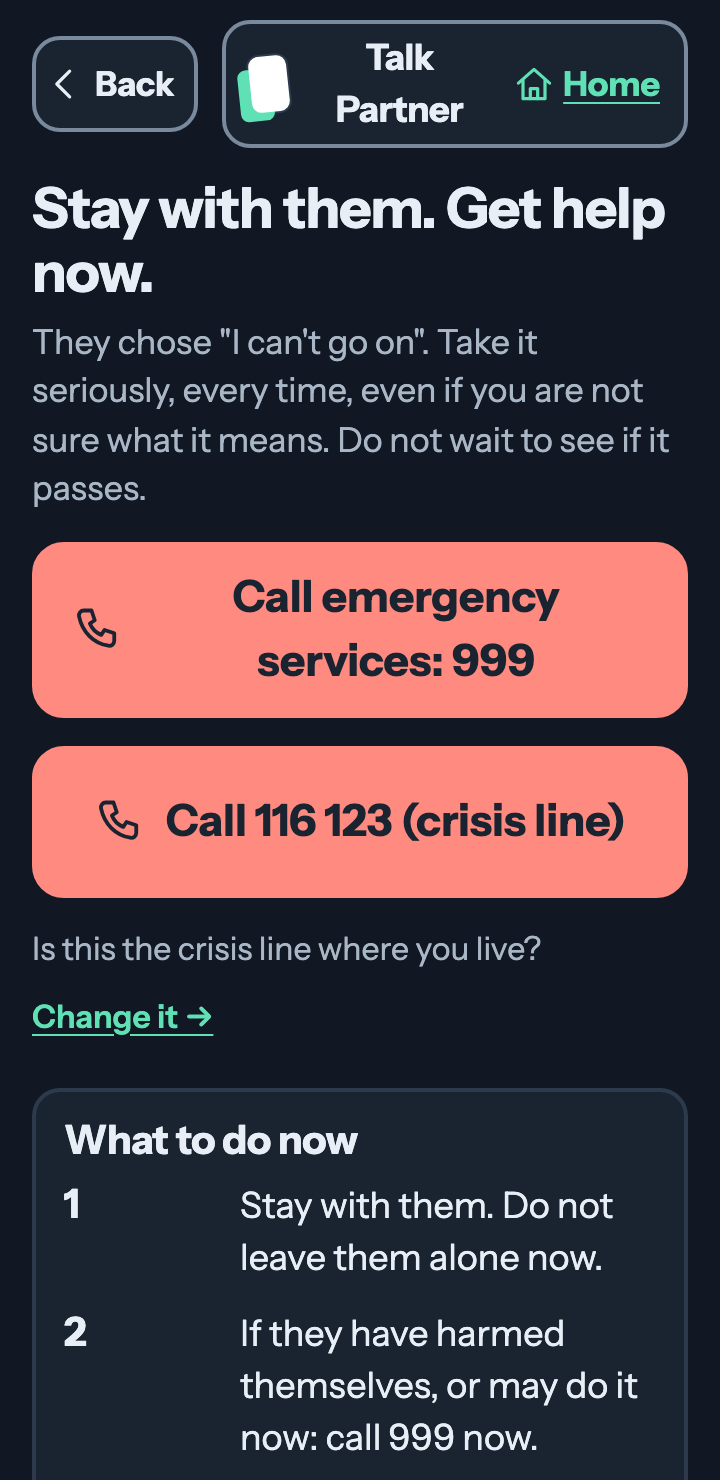 Back
Talk
Partner
Home
Stay with them. Get help
now.
They chose "I can't go on". Take it
seriously, every time, even if you are not
sure what it means. Do not wait to see if it
passes.
Call emergency
services: 999
Call 116 123 (crisis line)
Is this the crisis line where you live?
Change it →
What to do now
1
Stay with them. Do not
leave them alone now.
2
If they have harmed
themselves, or may do it
now: call 999 now.